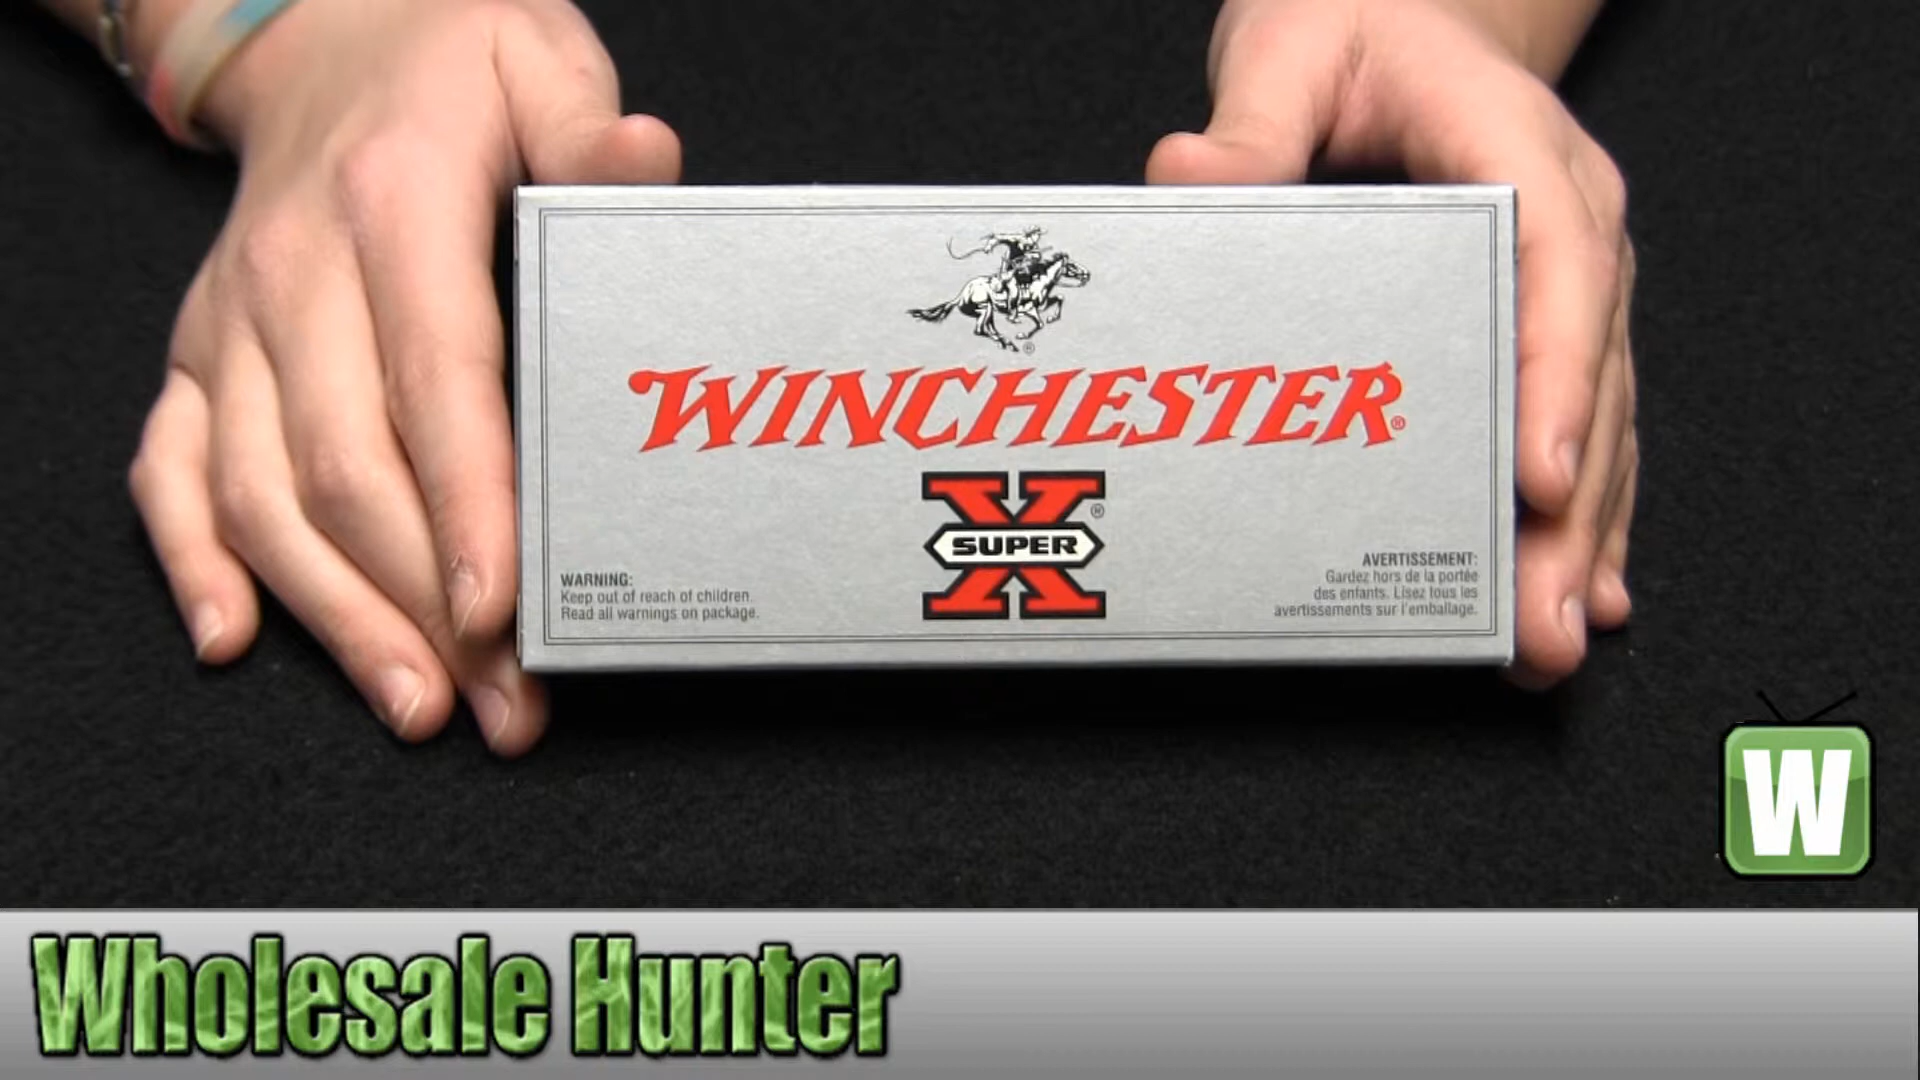 WINCHESTER®
X®
SUPER
WARNING:
Keep out of reach of children.
Read all warnings on package.
AVERTISSEMENT:
Gardez hors de la portée
des enfants. Lisez tous les
avertissements sur l'emballage.
W
Wholesale Hunter